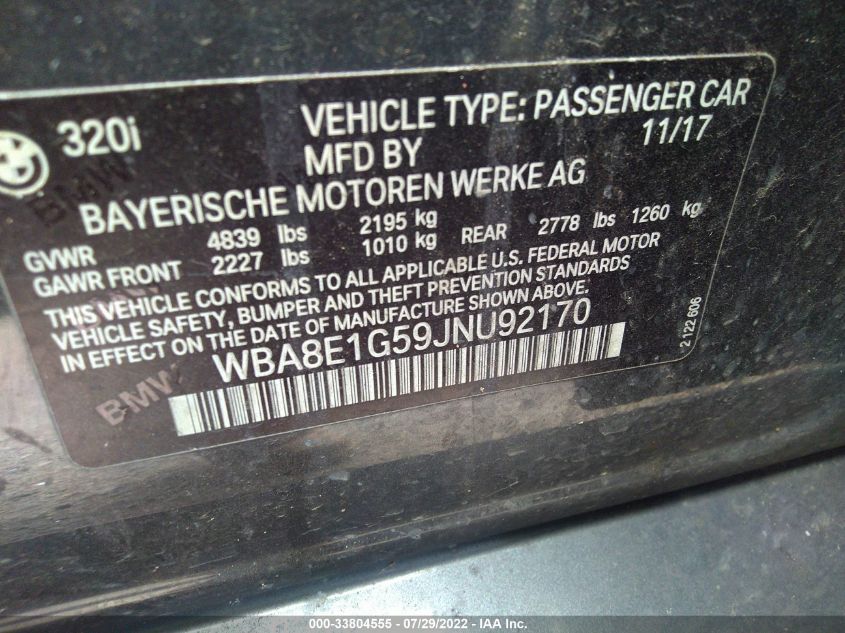 320i
VEHICLE TYPE: PASSENGER CAR
MFD BY 11/17
BAYERISCHE MOTOREN WERKE AG
GVWR 4839 lbs 2195 kg
GAWR FRONT 2227 lbs 1010 kg REAR 2778 lbs 1260 kg
THIS VEHICLE CONFORMS TO ALL APPLICABLE U.S. FEDERAL MOTOR
VEHICLE SAFETY, BUMPER AND THEFT PREVENTION STANDARDS
IN EFFECT ON THE DATE OF MANUFACTURE SHOWN ABOVE.
WBA8E1G59JNU92170
2 122 606
BMW
BMW
000-33804555 - 07/29/2022 - IAA Inc.